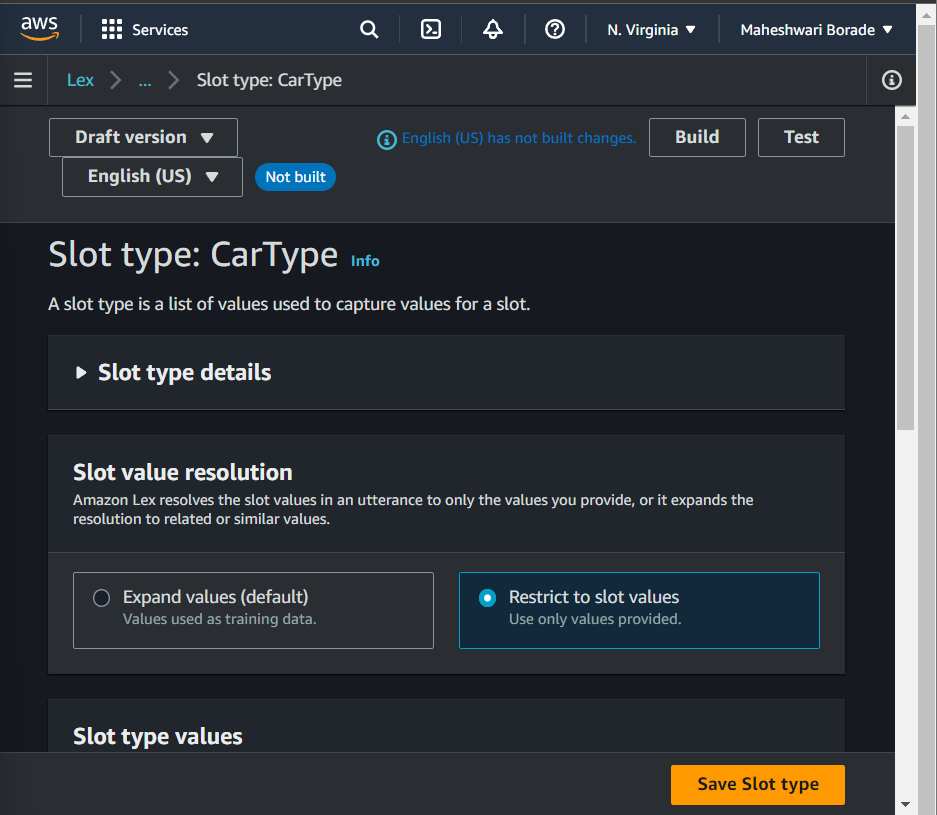 aws Services N. Virginia Maheshwari Borade
Lex ... Slot type: CarType
Draft version English (US) has not built changes. Build Test
English (US) Not built
Slot type: CarType Info
A slot type is a list of values used to capture values for a slot.
Slot type details
Slot value resolution
Amazon Lex resolves the slot values in an utterance to only the values you provide, or it expands the
resolution to related or similar values.
Expand values (default) Restrict to slot values
Values used as training data. Use only values provided.
Slot type values
Save Slot type